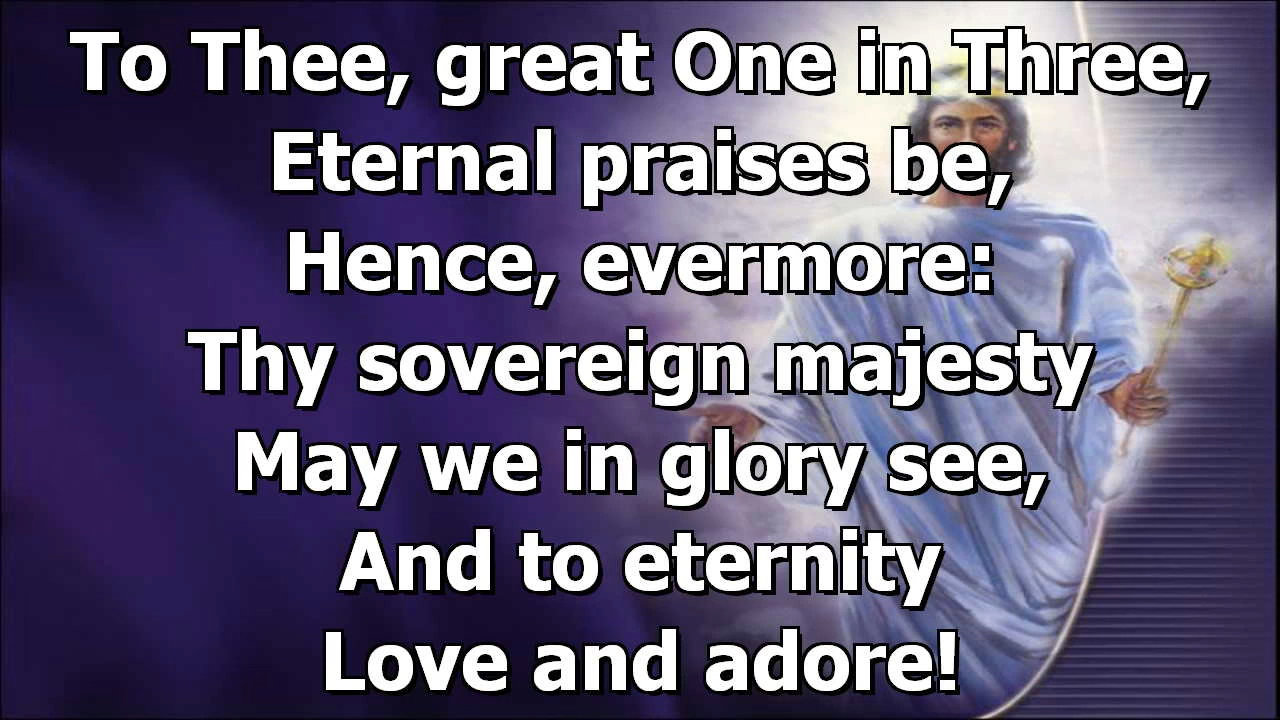 To Thee, great One in Three,
Eternal praises be,
Hence, evermore:
Thy sovereign majesty
May we in glory see,
And to eternity
Love and adore!